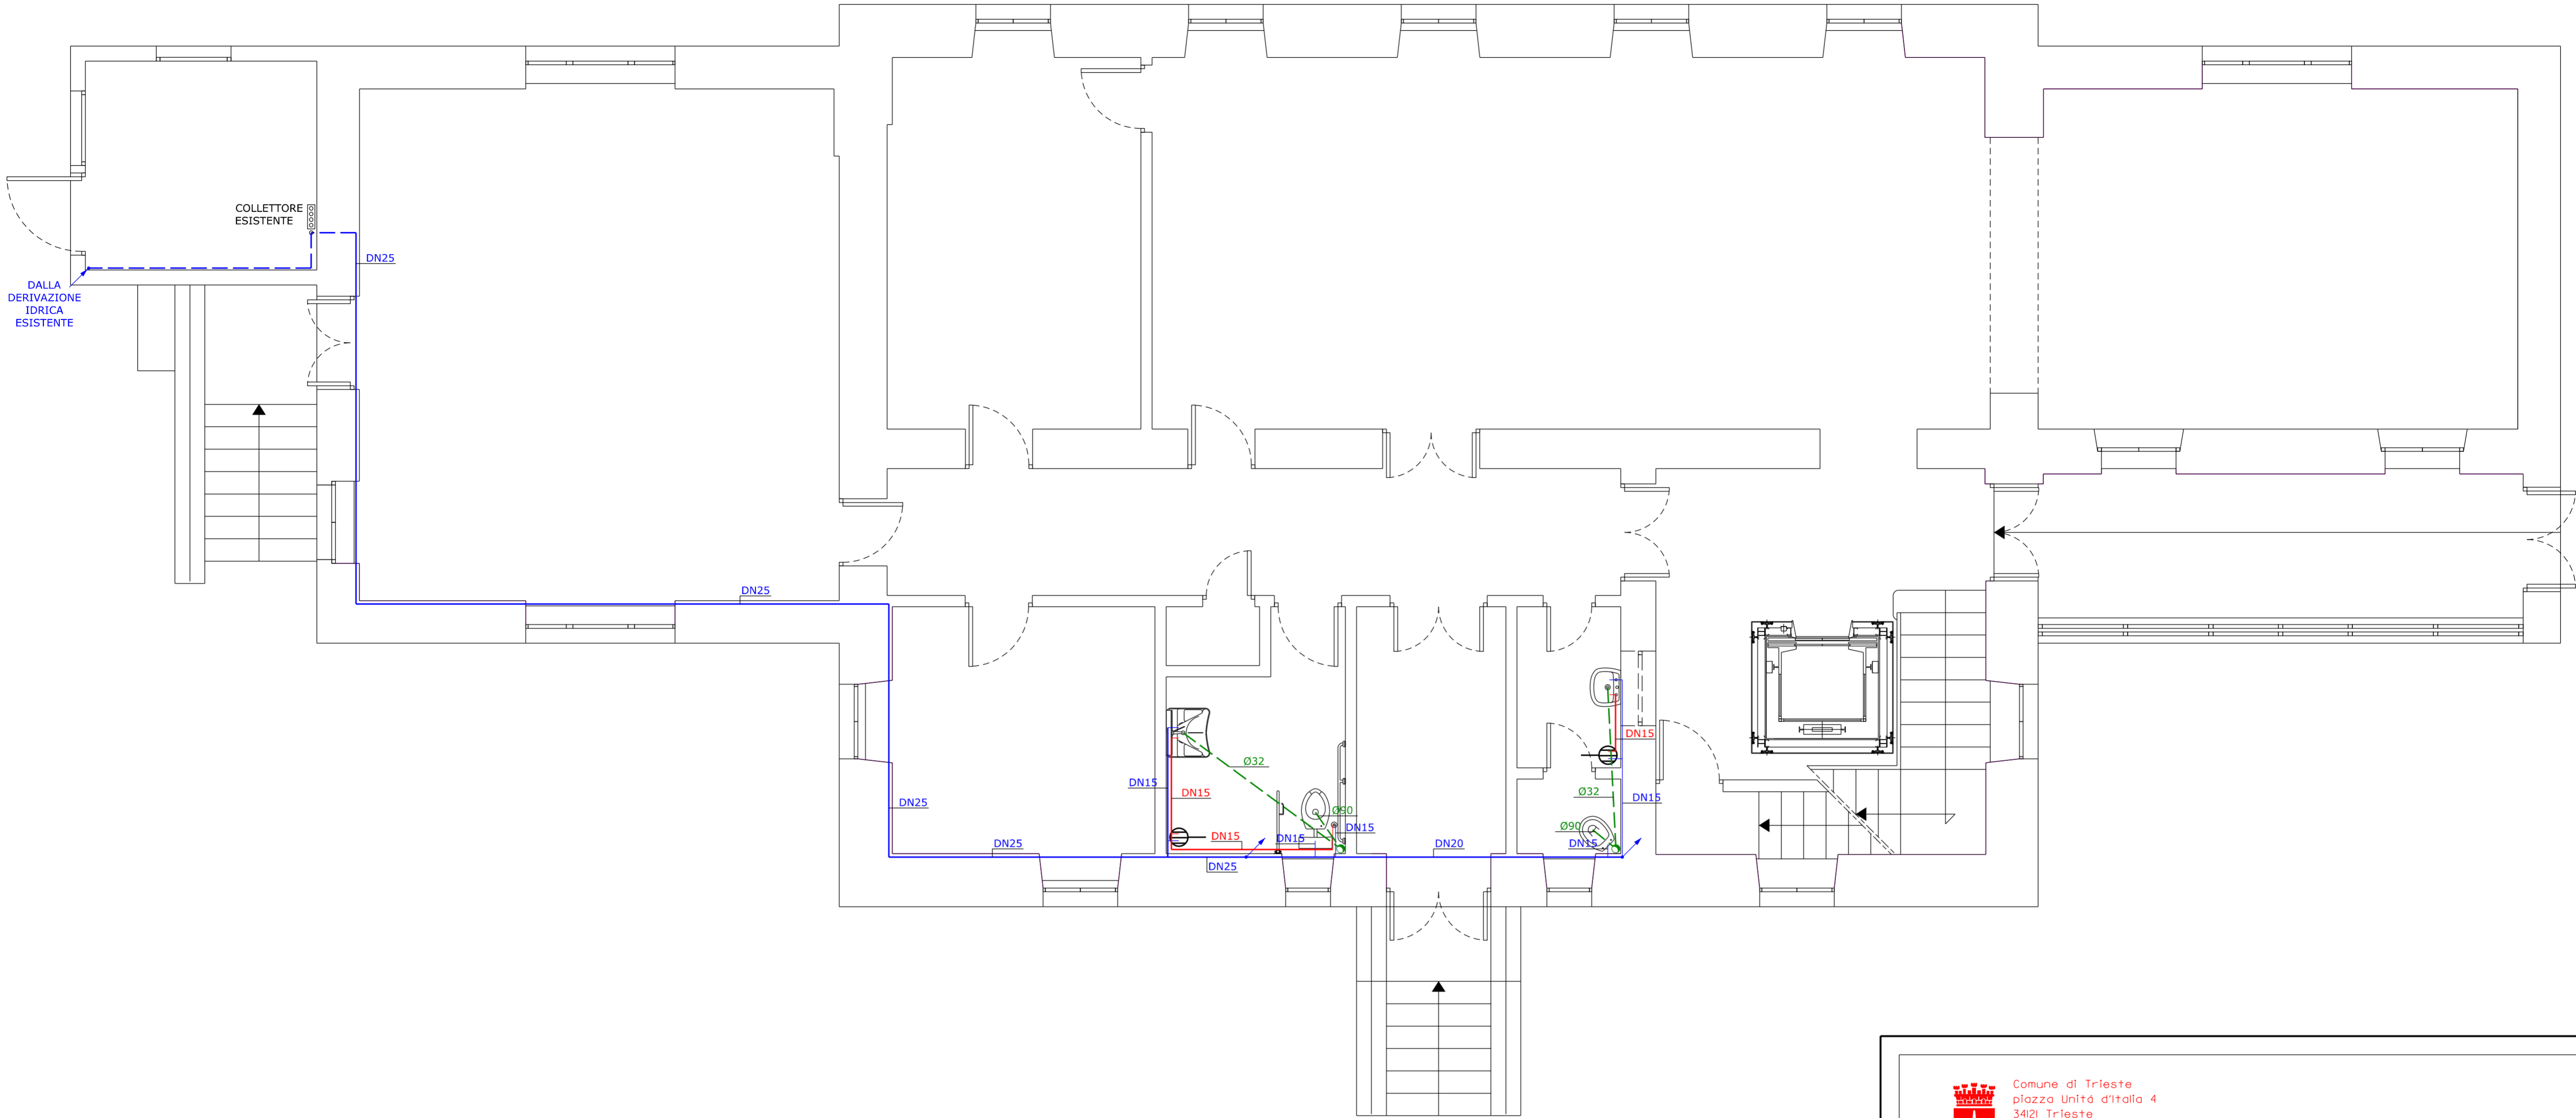 COLLETTORE
ESISTENTE
DN25
DALLA
DERIVAZIONE
IDRICA
ESISTENTE
DN25
DN25
DN25
DN15
DN15
Ø32
DN15
DN15
Ø90
DN15
DN25
DN20
DN15
Ø32
DN15
Ø90
DN15
Comune di Trieste
piazza Unitá d'Italia 4
34121 Trieste